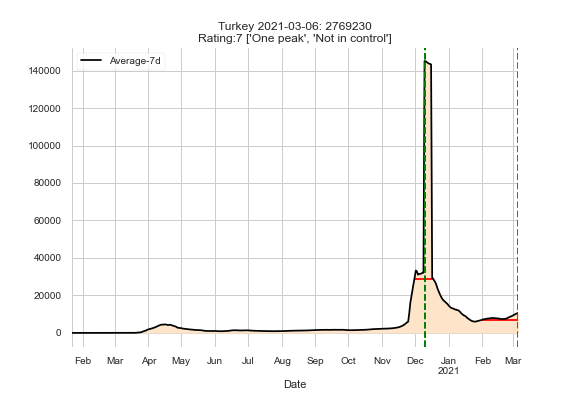 Turkey 2021-03-06: 2769230
Rating:7 ['One peak', 'Not in control']
Average-7d
140000
120000
100000
80000
60000
40000
20000
0
Feb Mar Apr May Jun Jul Aug Sep Oct Nov Dec Jan Feb Mar
2021
Date